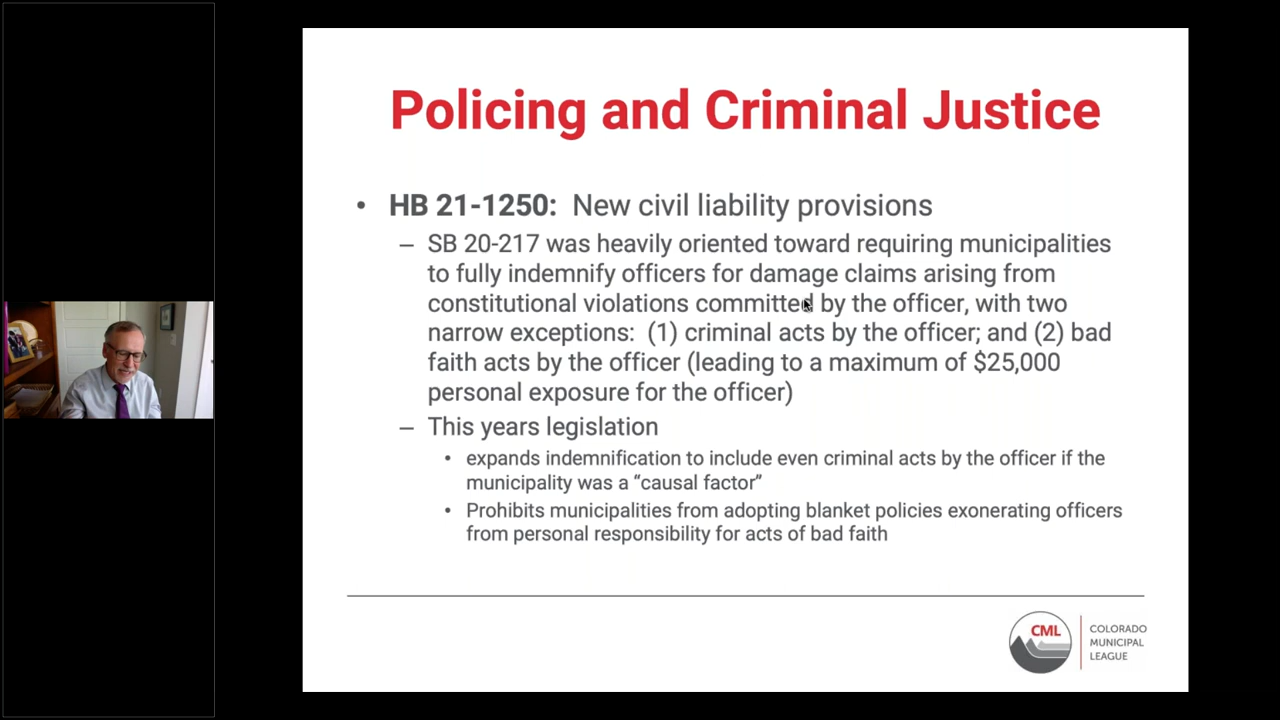 Policing and Criminal Justice
• HB 21-1250: New civil liability provisions
– SB 20-217 was heavily oriented toward requiring municipalities
to fully indemnify officers for damage claims arising from
constitutional violations committed by the officer, with two
narrow exceptions: (1) criminal acts by the officer; and (2) bad
faith acts by the officer (leading to a maximum of $25,000
personal exposure for the officer)
– This years legislation
• expands indemnification to include even criminal acts by the officer if the
municipality was a “causal factor”
• Prohibits municipalities from adopting blanket policies exonerating officers
from personal responsibility for acts of bad faith
CML
COLORADO
MUNICIPAL
LEAGUE